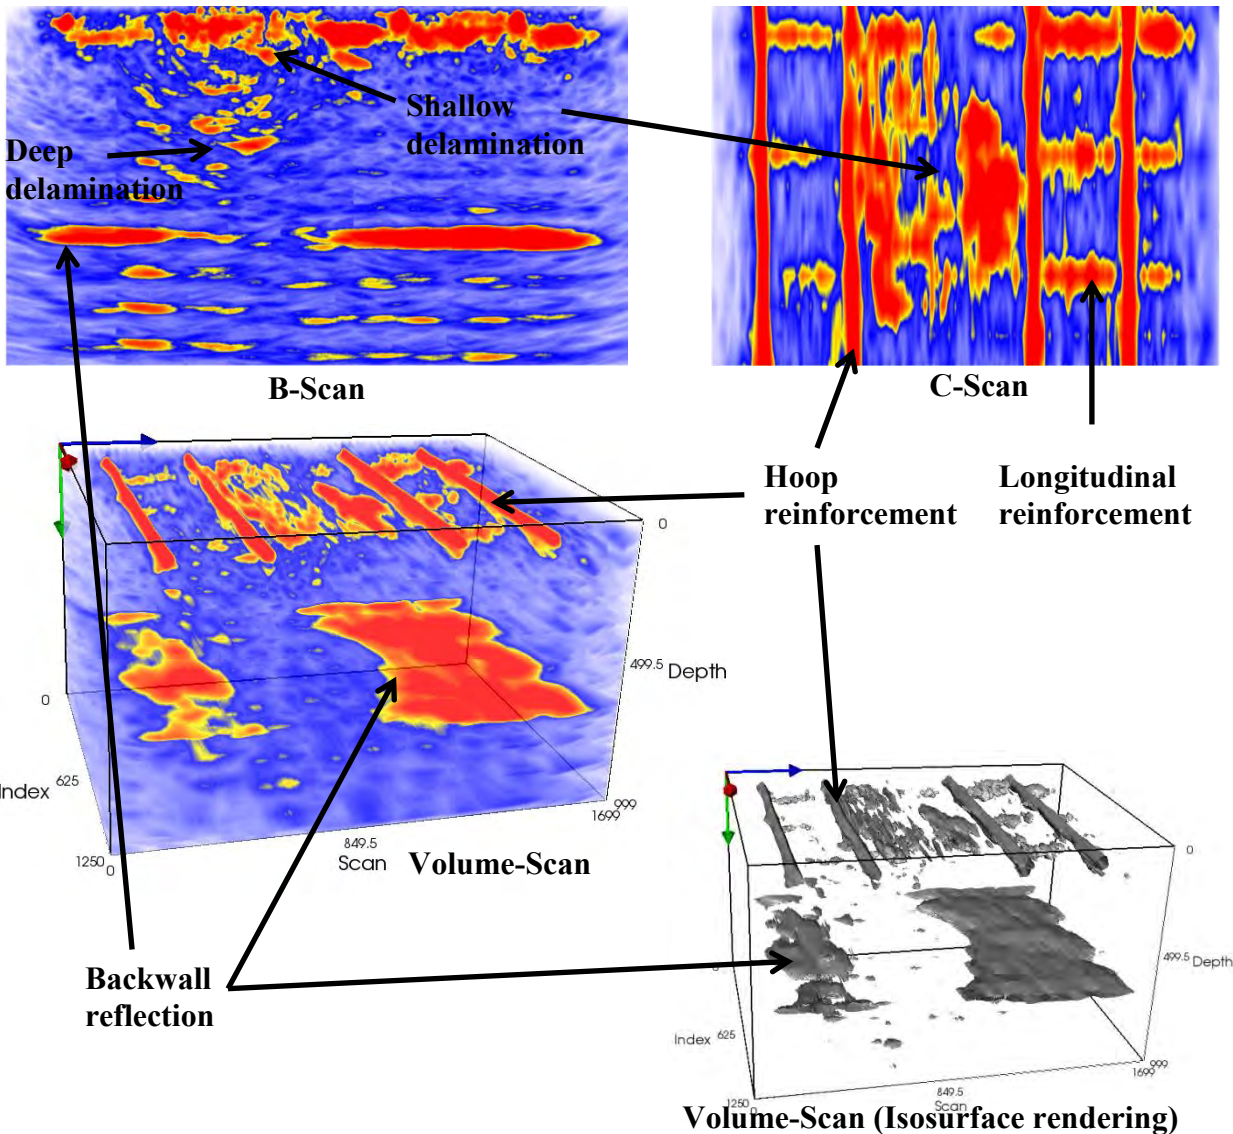 Shallow
delamination
Deep
delamination
B-Scan
C-Scan
Hoop
reinforcement
Longitudinal
reinforcement
0
499.5 Depth
0
Index 625
1250
0
849.5
Scan
1699
999
Volume-Scan
Backwall
reflection
0
499.5 Depth
Index 625
1250
849.5
Scan
1699
999
Volume-Scan (Isosurface rendering)